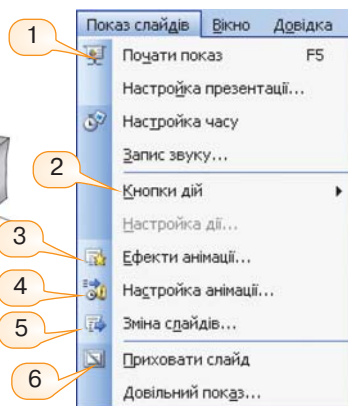 Показ слайдів Вікно Довідка
1 Почати показ F5
Настройка презентації...
Настройка часу
Запис звуку...
2 Кнопки дій
Настройка дії...
3 Ефекти анімації...
4 Настройка анімації...
5 Зміна слайдів...
6 Приховати слайд
Довільний показ...